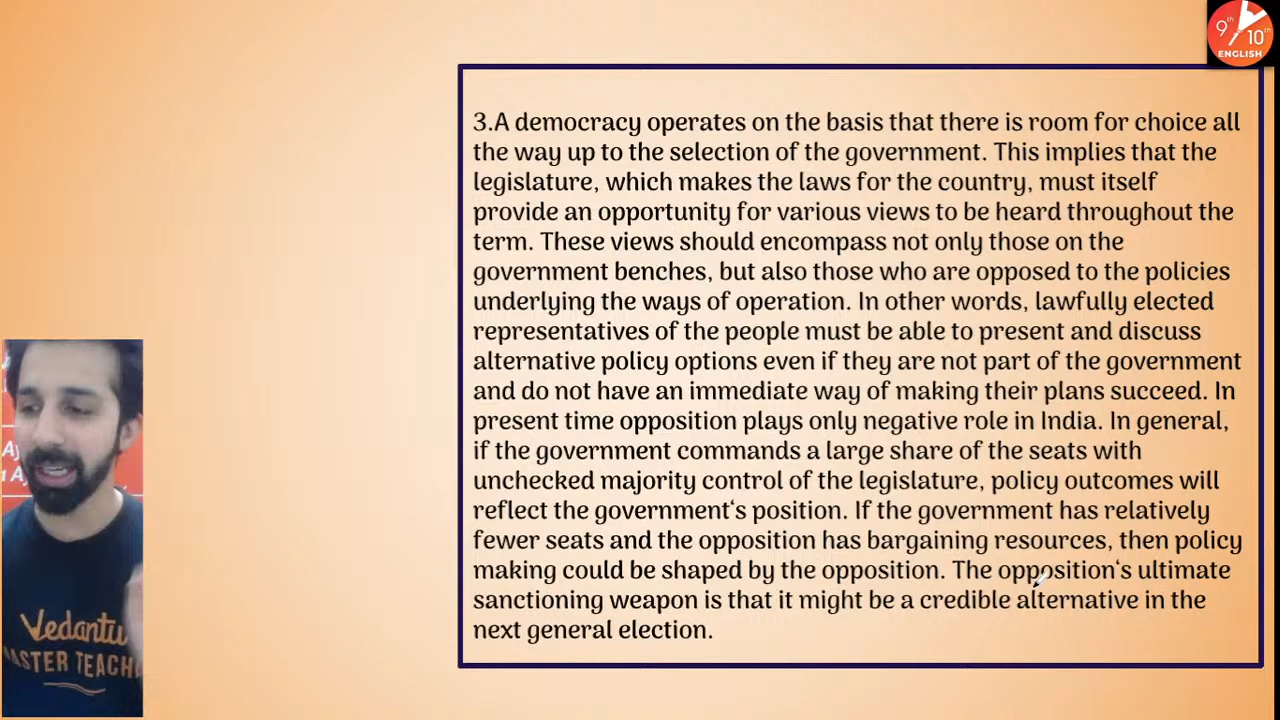 9th
10th
ENGLISH
3.A democracy operates on the basis that there is room for choice all
the way up to the selection of the government. This implies that the
legislature, which makes the laws for the country, must itself
provide an opportunity for various views to be heard throughout the
term. These views should encompass not only those on the
government benches, but also those who are opposed to the policies
underlying the ways of operation. In other words, lawfully elected
representatives of the people must be able to present and discuss
alternative policy options even if they are not part of the government
and do not have an immediate way of making their plans succeed. In
present time opposition plays only negative role in India. In general,
if the government commands a large share of the seats with
unchecked majority control of the legislature, policy outcomes will
reflect the government‘s position. If the government has relatively
fewer seats and the opposition has bargaining resources, then policy
making could be shaped by the opposition. The opposition‘s ultimate
sanctioning weapon is that it might be a credible alternative in the
next general election.
Vedantu